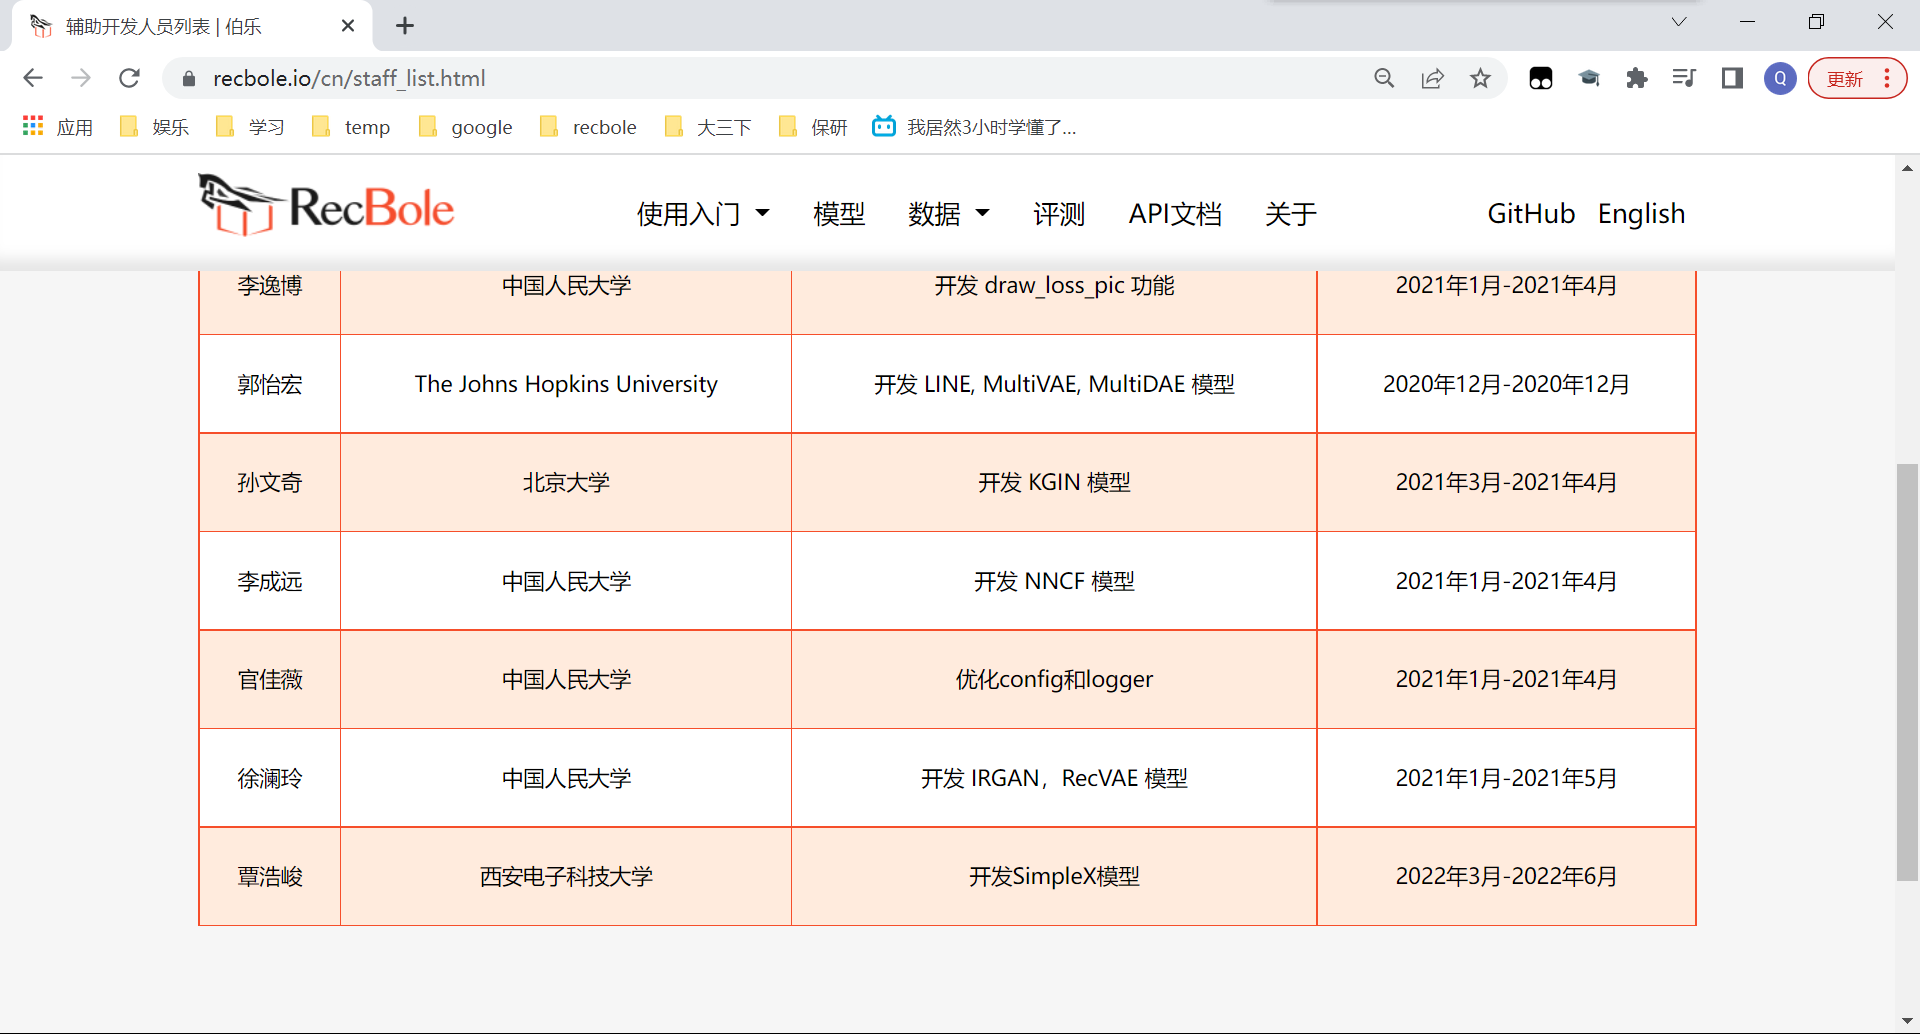 辅助开发人员列表 | 伯乐
recbole.io/cn/staff_list.html
Q
更新
应用 娱乐 学习 temp google recbole 大三下 保研 我居然3小时学懂了...
RecBole 使用入门 模型 数据 评测 API文档 关于 GitHub English
李逸博 中国人民大学 开发 draw_loss_pic 功能 2021年1月-2021年4月
郭怡宏 The Johns Hopkins University 开发 LINE, MultiVAE, MultiDAE 模型 2020年12月-2020年12月
孙文奇 北京大学 开发 KGIN 模型 2021年3月-2021年4月
李成远 中国人民大学 开发 NNCF 模型 2021年1月-2021年4月
官佳薇 中国人民大学 优化config和logger 2021年1月-2021年4月
徐澜玲 中国人民大学 开发 IRGAN，RecVAE 模型 2021年1月-2021年5月
覃浩峻 西安电子科技大学 开发SimpleX模型 2022年3月-2022年6月